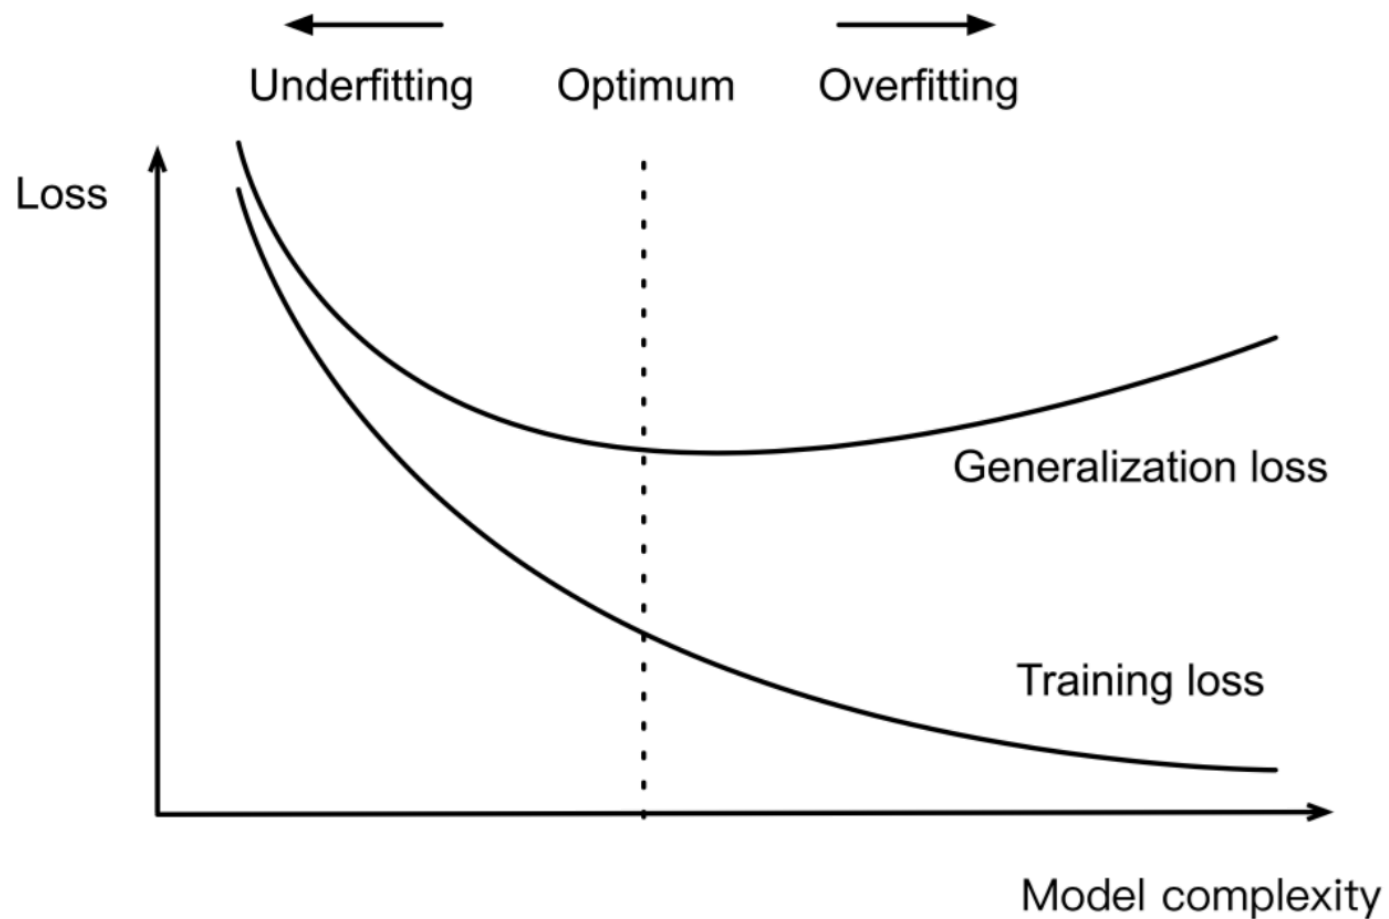 Underfitting Optimum Overfitting
Loss
Generalization loss
Training loss
Model complexity